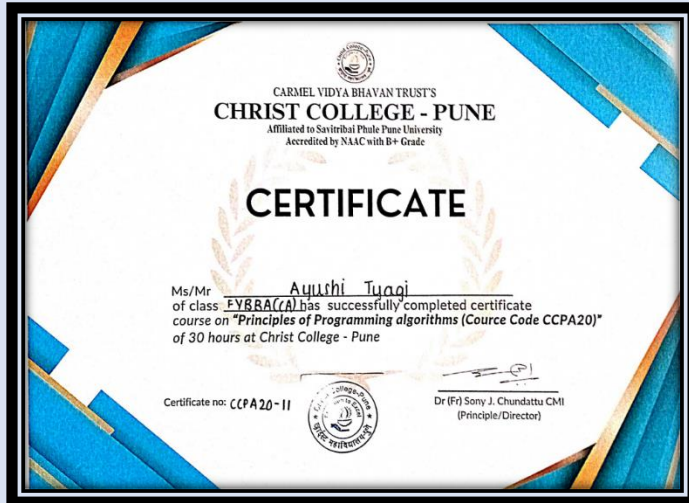 CARMEL VIDYA BHAVAN TRUST'S
CHRIST COLLEGE - PUNE
Affiliated to Savitribai Phule Pune University
Accredited by NAAC with B+ Grade
CERTIFICATE
Ms/Mr Ayushi Tyagi
of class FYBBA(CA) has successfully completed certificate
course on "Principles of Programming algorithms (Cource Code CCPA20)"
of 30 hours at Christ College - Pune
Certificate no: CCPA20-11
Dr (Fr) Sony J. Chundattu CMI
(Principle/Director)